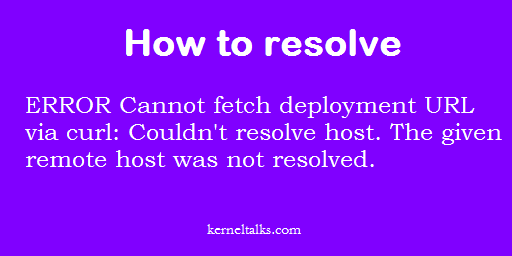 How to resolve
ERROR Cannot fetch deployment URL
via curl: Couldn't resolve host. The given
remote host was not resolved.
kerneltalks.com